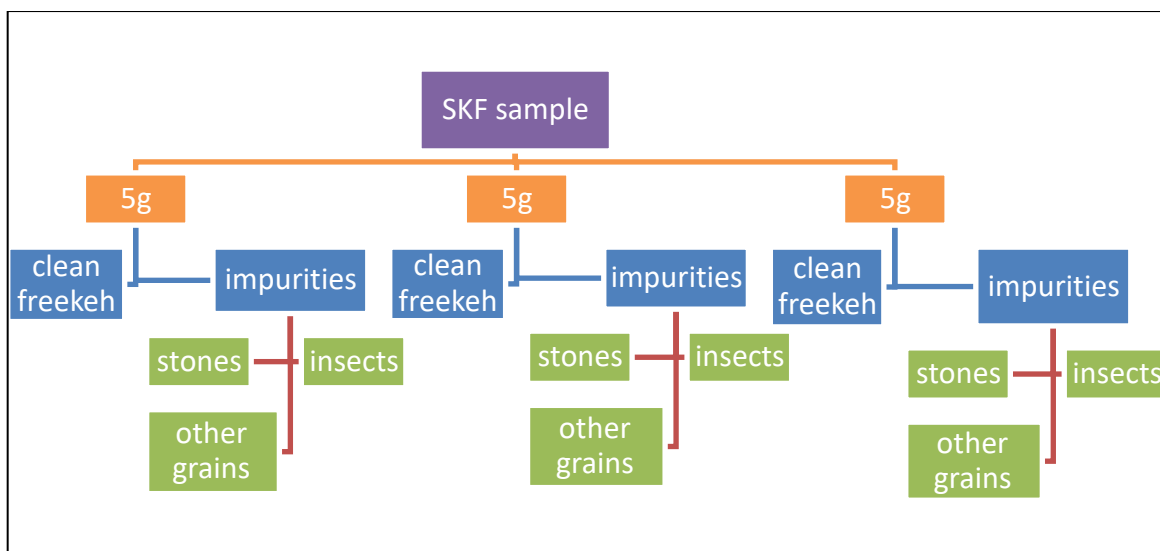 SKF sample
5g
5g
5g
clean
freekeh
impurities
stones
insects
other
grains
clean
freekeh
impurities
stones
insects
other
grains
clean
freekeh
impurities
stones
insects
other
grains